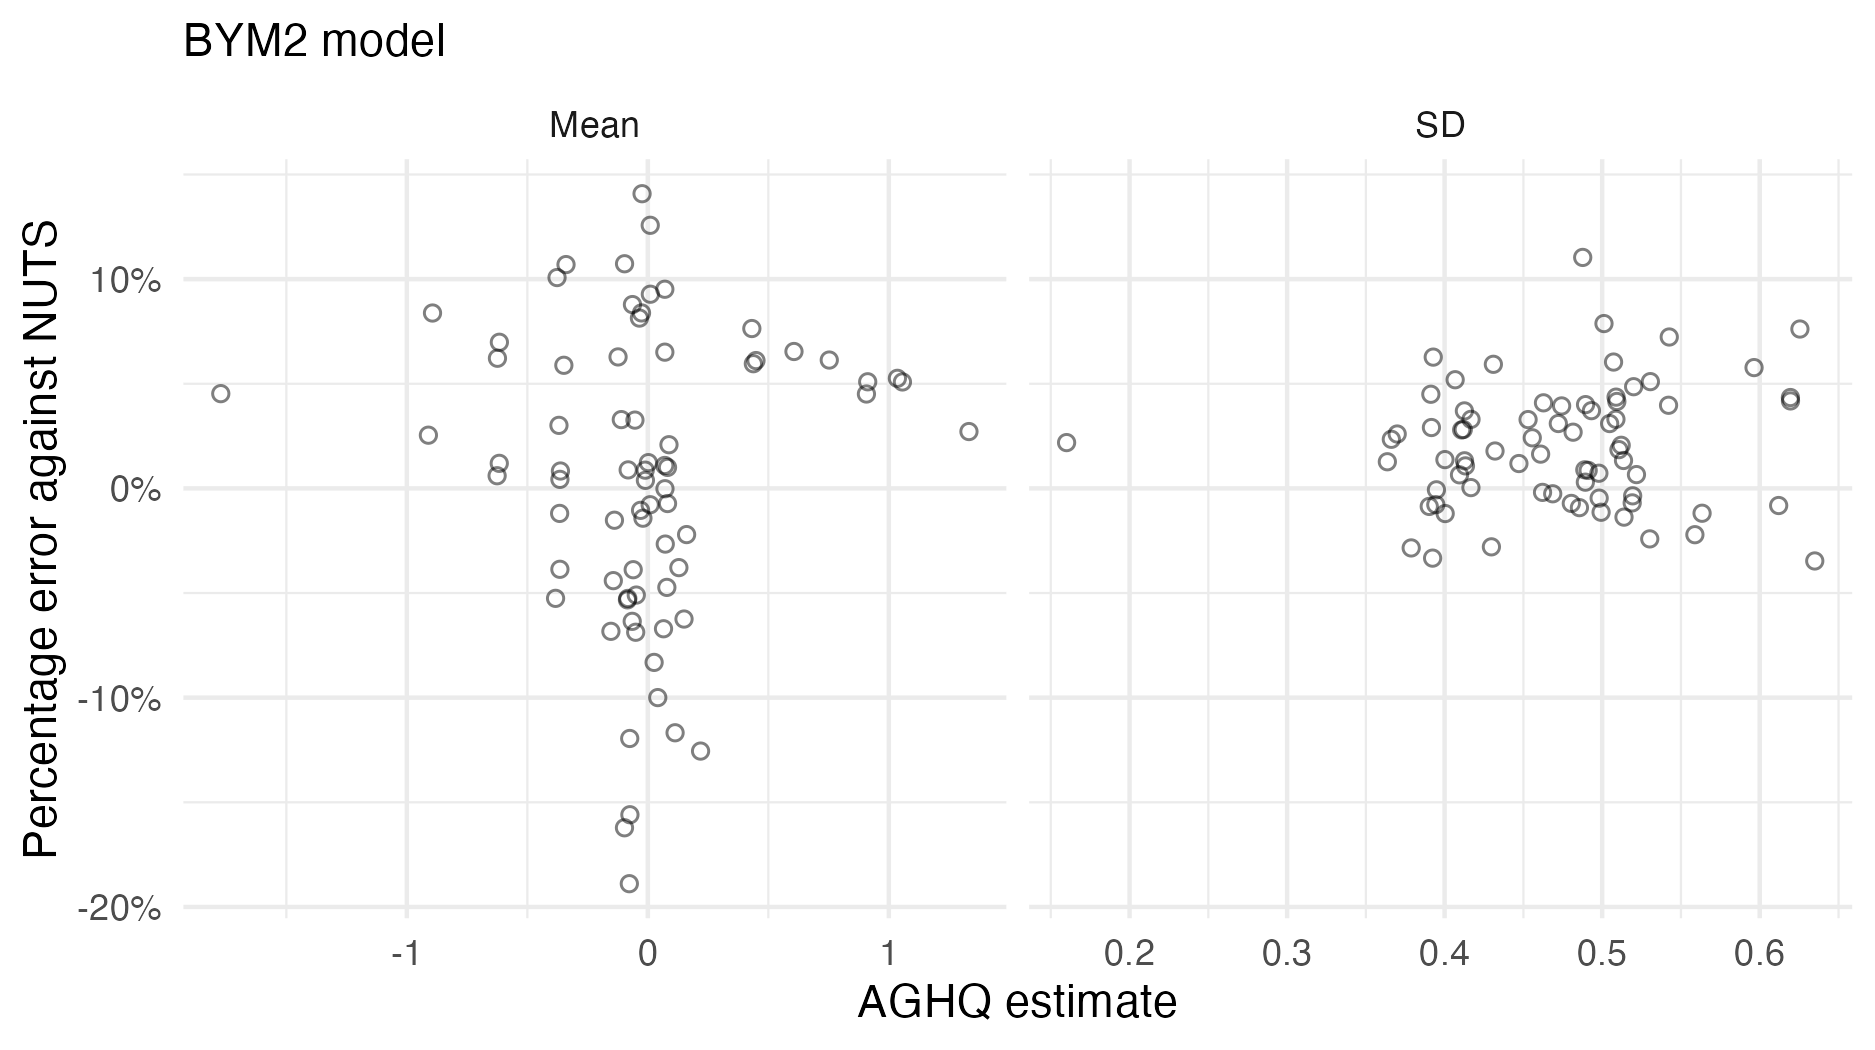 BYM2 model
Mean
SD
Percentage error against NUTS
10%
0%
-10%
-20%
-1
0
1
0.2
0.3
0.4
0.5
0.6
AGHQ estimate